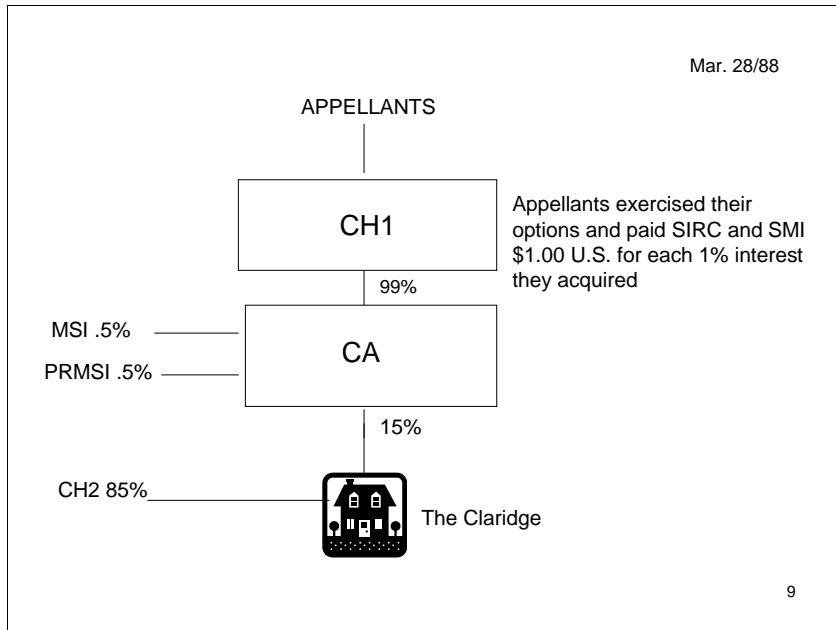 Mar. 28/88
APPELLANTS
CH1
Appellants exercised their
options and paid SIRC and SMI
$1.00 U.S. for each 1% interest
they acquired
99%
MSI .5%
CA
PRMSI .5%
15%
CH2 85%
The Claridge
9